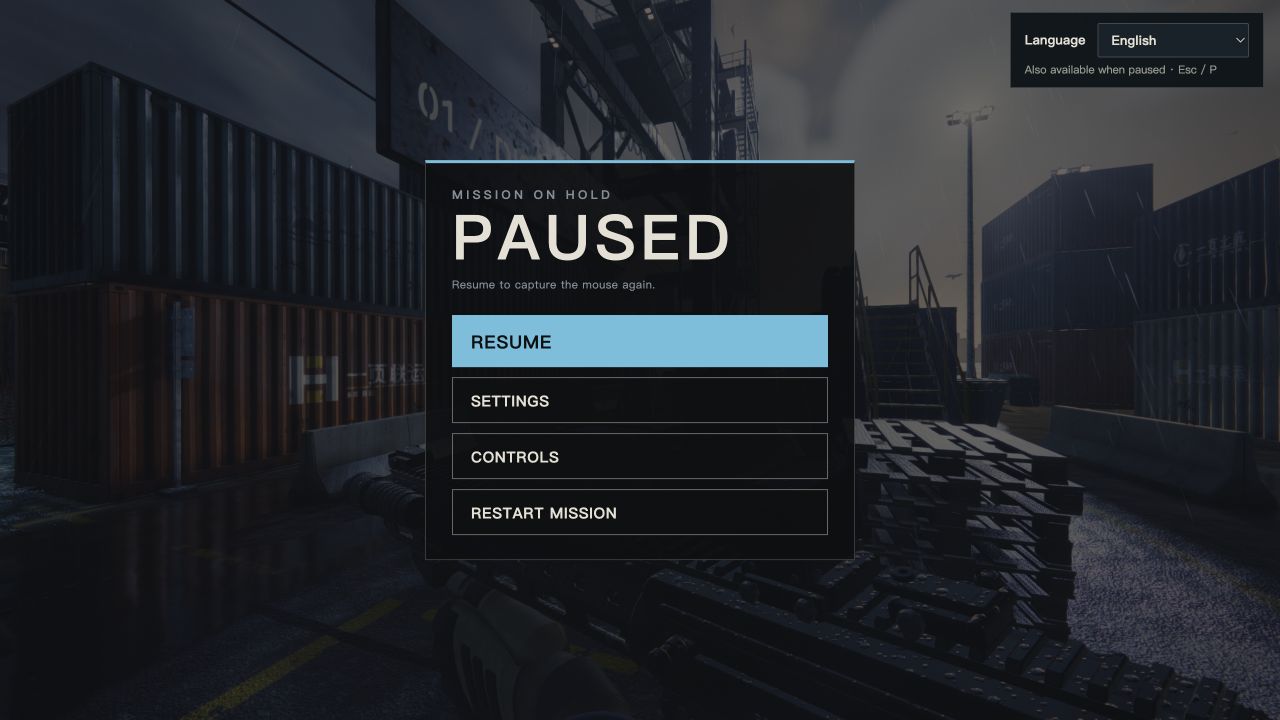 Language English
Also available when paused · Esc / P
01 / D
MISSION ON HOLD
PAUSED
Resume to capture the mouse again.
RESUME
SETTINGS
CONTROLS
RESTART MISSION
H